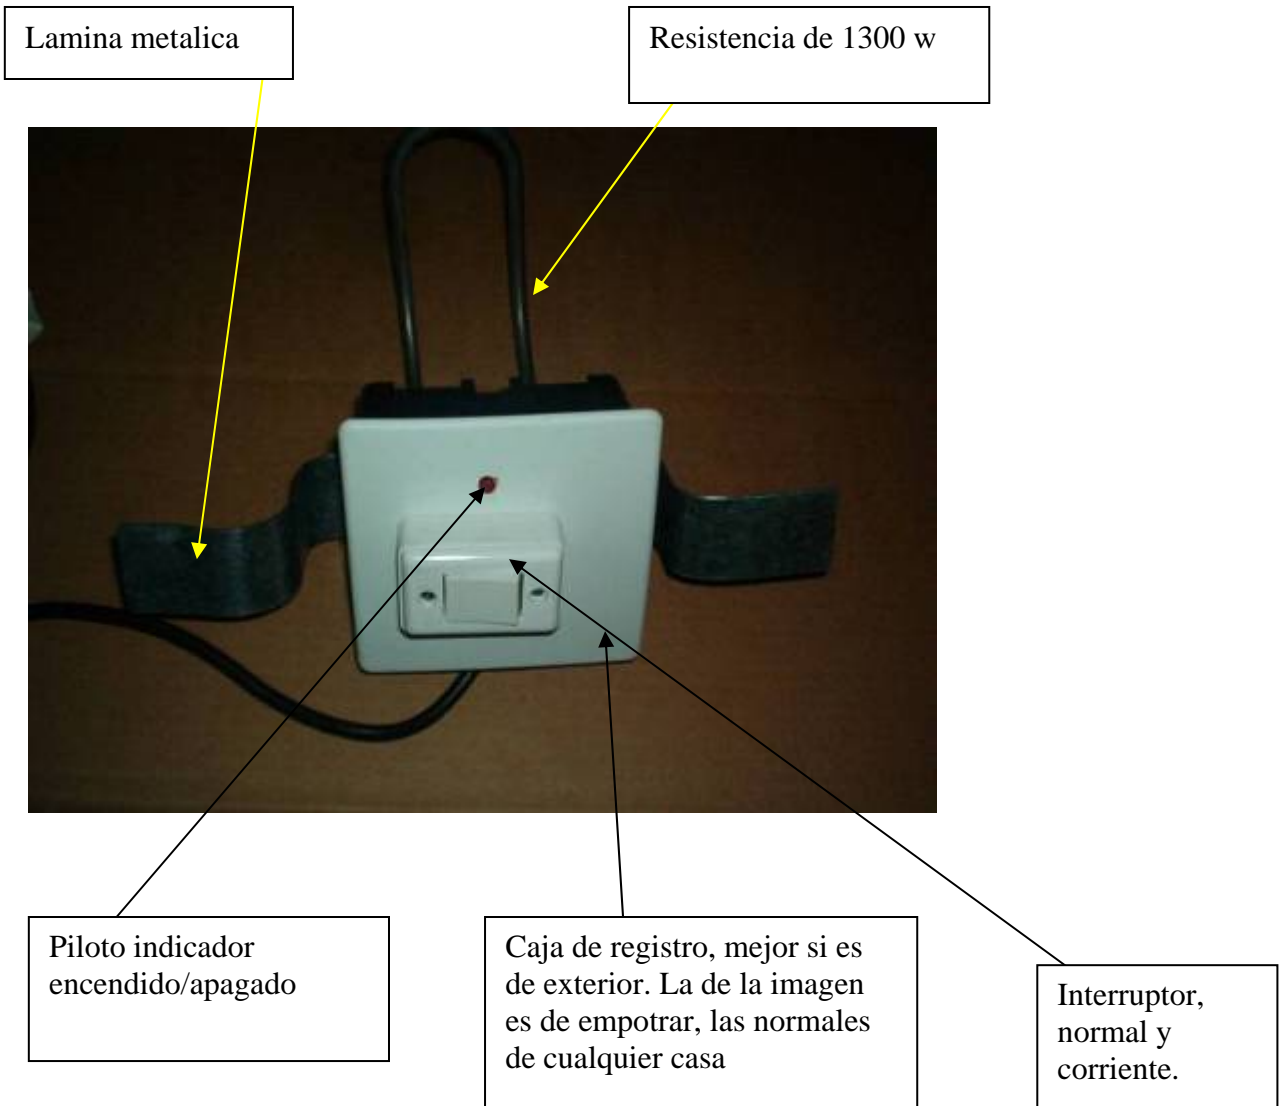 Lamina metalica
Resistencia de 1300 w
Piloto indicador
encendido/apagado
Caja de registro, mejor si es
de exterior. La de la imagen
es de empotrar, las normales
de cualquier casa
Interruptor,
normal y
corriente.